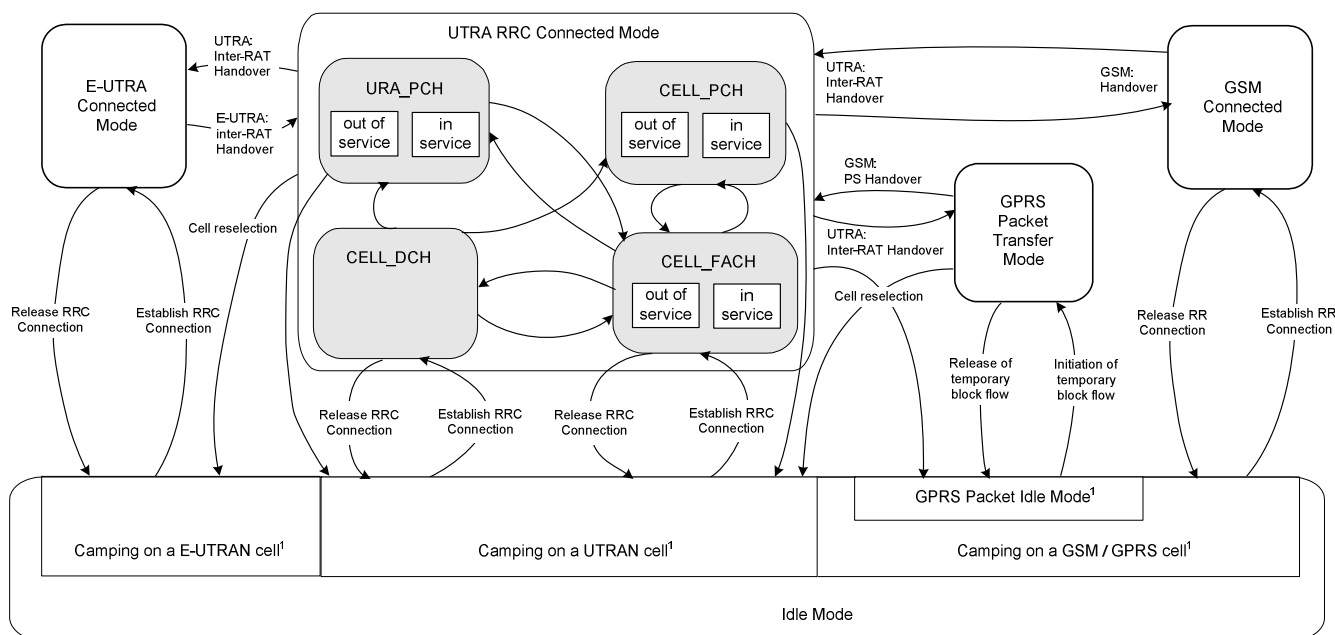 UTRA RRC Connected Mode
E-UTRA
Connected
Mode
UTRA:
Inter-RAT
Handover
E-UTRA:
inter-RAT
Handover
URA_PCH
out of
service
in
service
CELL_PCH
out of
service
in
service
CELL_DCH
CELL_FACH
out of
service
in
service
UTRA:
Inter-RAT
Handover
GSM:
Handover
GSM
Connected
Mode
GSM:
PS Handover
GPRS
Packet
Transfer
Mode
UTRA:
Inter-RAT Handover
Cell reselection
Cell reselection
Release RRC
Connection
Establish RRC
Connection
Release RRC
Connection
Establish RRC
Connection
Release RRC
Connection
Establish RRC
Connection
Release of
temporary
block flow
Initiation of
temporary
block flow
Release RR
Connection
Establish RR
Connection
GPRS Packet Idle Mode¹
Camping on a E-UTRAN cell¹
Camping on a UTRAN cell¹
Camping on a GSM / GPRS cell¹
Idle Mode